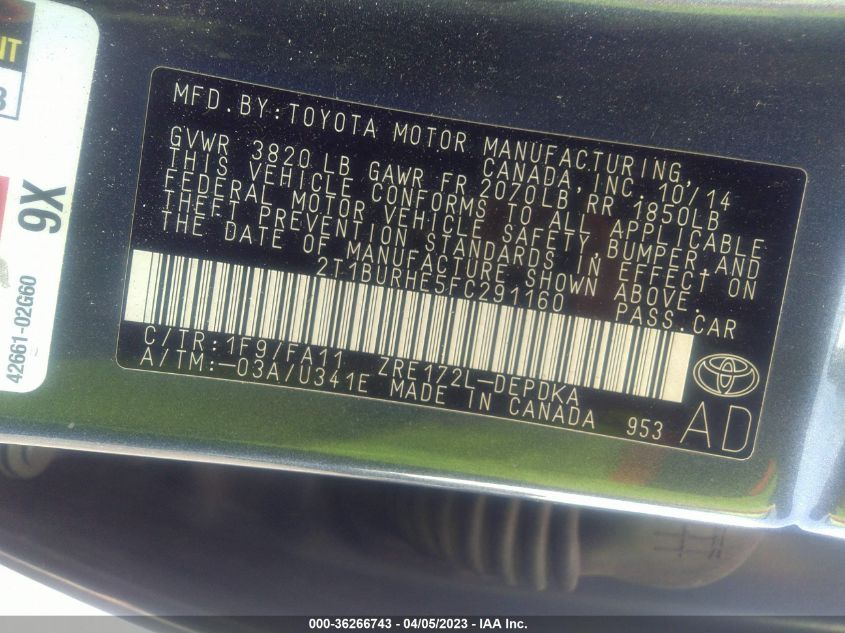 MFD.BY:TOYOTA MOTOR MANUFACTURING,
CANADA, INC. 10/14
GVWR 3820 LB GAWR FR 2070LB RR 1850LB
THIS VEHICLE CONFORMS TO ALL APPLICABLE
FEDERAL MOTOR VEHICLE SAFETY, BUMPER AND
THEFT PREVENTION STANDARDS IN EFFECT ON
THE DATE OF MANUFACTURE SHOWN ABOVE.
2T1BURHE5FC291160 PASS.CAR
C/TR:1F9/FA11 ZRE172L-DEPDKA
A/TM:-03A/U341E MADE IN CANADA 953
AD
NT
9X
42661-02G60
000-36266743 - 04/05/2023 - IAA Inc.